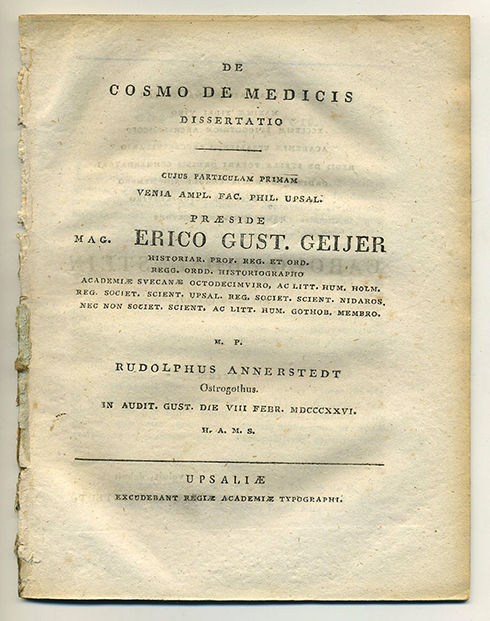 DE
COSMO DE MEDICIS
DISSERTATIO
CUJUS PARTICULAM PRIMAM
VENIA AMPL. FAC. PHIL. UPSAL.
PRÆSIDE
MAG. ERICO GUST. GEIJER
HISTORIAR. PROF. REG. ET ORD.
REGG. ORDD. HISTORIOGRAPHO
ACADEMIÆ SVECANÆ OCTODECIMVIRO, AC LITT. HUM. HOLM.
REG. SOCIET. SCIENT. UPSAL. REG. SOCIET. SCIENT. NIDAROS,
NEC NON SOCIET. SCIENT. AC LITT. HUM. GOTHOB. MEMBRO.
M. P.
RUDOLPHUS ANNERSTEDT
Ostrogothus.
IN AUDIT. GUST. DIE VIII FEBR. MDCCCXXVI.
H. A. M. S.
UPSALIÆ
EXCUDEBANT REGIÆ ACADEMIÆ TYPOGRAPHI.